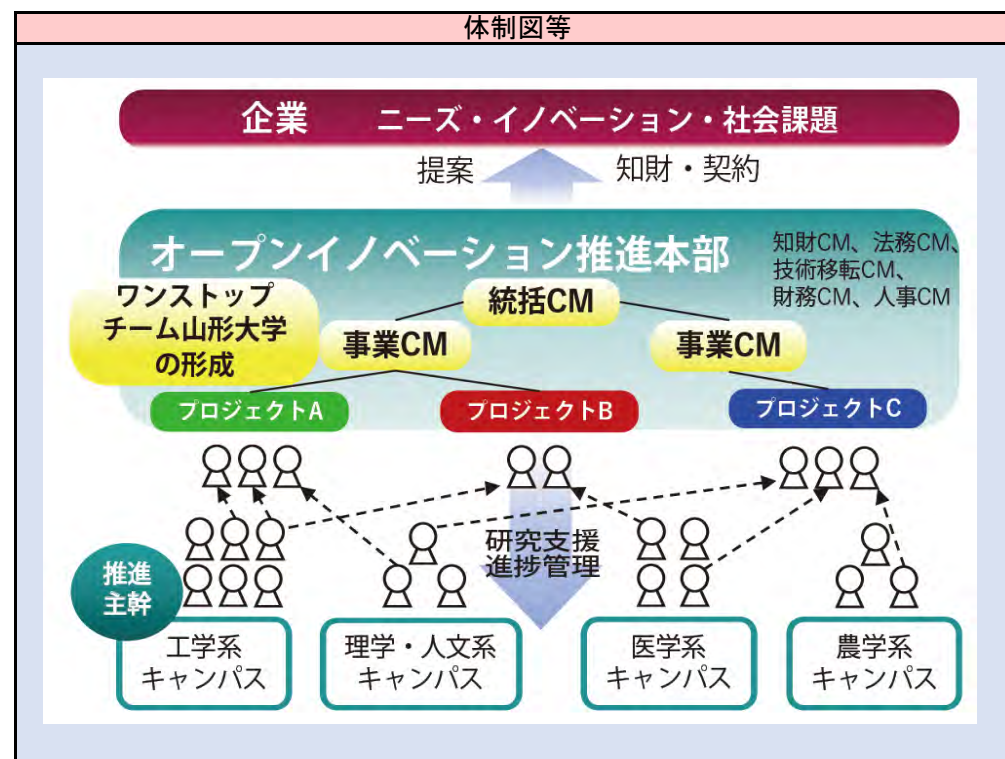 体制図等
企業 ニーズ・イノベーション・社会課題
提案 知財・契約
オープンイノベーション推進本部
知財CM、法務CM、
技術移転CM、
財務CM、人事CM
ワンストップ
チーム山形大学
の形成
統括CM
事業CM
事業CM
プロジェクトA
プロジェクトB
プロジェクトC
研究支援
進捗管理
推進
主幹
工学系
キャンパス
理学・人文系
キャンパス
医学系
キャンパス
農学系
キャンパス